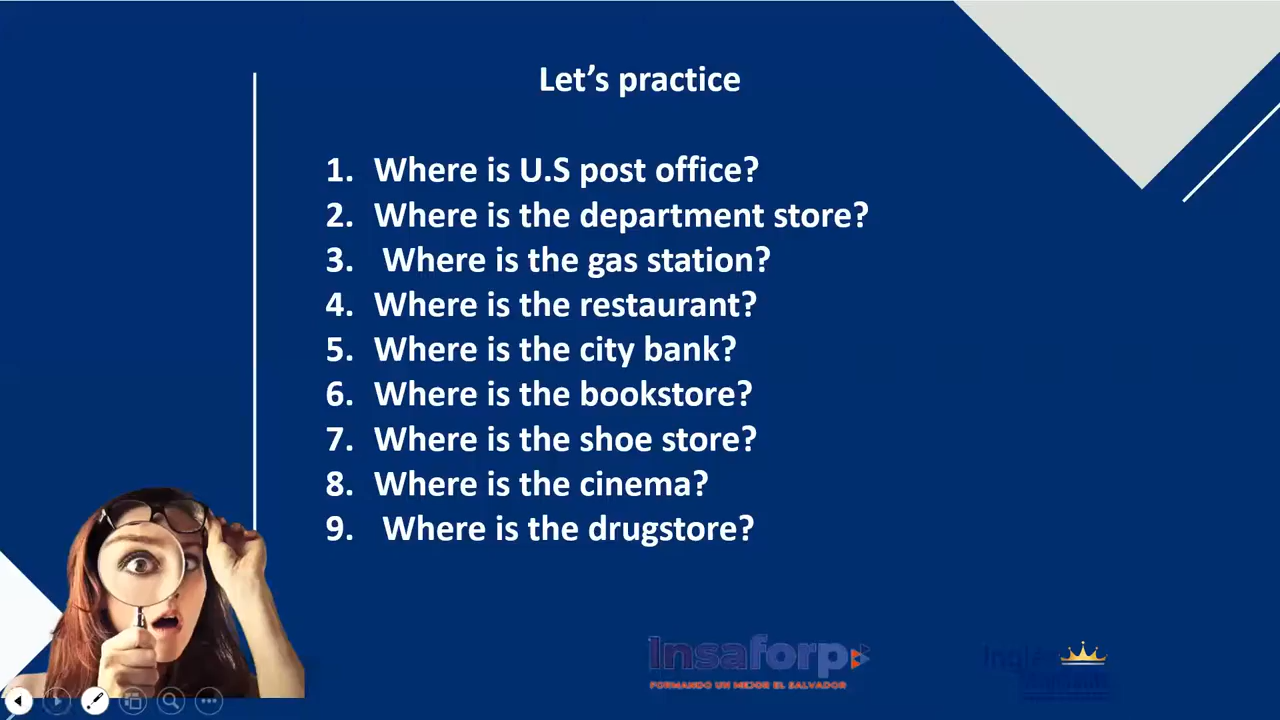 Let’s practice
1. Where is U.S post office?
2. Where is the department store?
3. Where is the gas station?
4. Where is the restaurant?
5. Where is the city bank?
6. Where is the bookstore?
7. Where is the shoe store?
8. Where is the cinema?
9. Where is the drugstore?
Insaforp
FORMANDO UN MEJOR EL SALVADOR